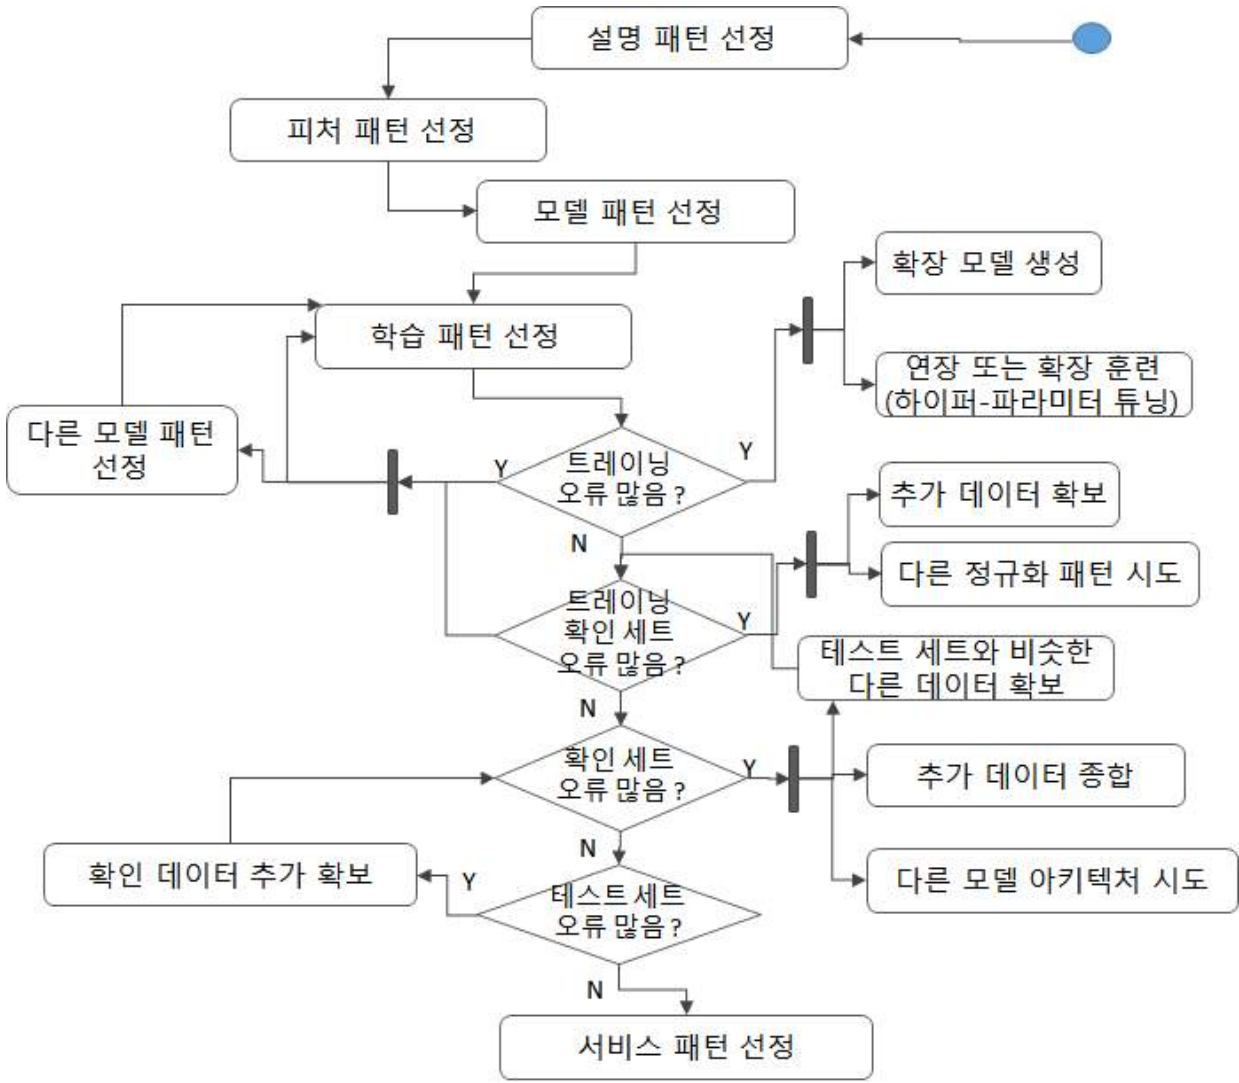 설명 패턴 선정
피처 패턴 선정
모델 패턴 선정
확장 모델 생성
학습 패턴 선정
연장 또는 확장 훈련
(하이퍼-파라미터 튜닝)
다른 모델 패턴
선정
Y
트레이닝
오류 많음 ?
Y
추가 데이터 확보
N
다른 정규화 패턴 시도
트레이닝
확인 세트
오류 많음 ?
Y
테스트 세트와 비슷한
다른 데이터 확보
N
확인 세트
오류 많음 ?
Y
추가 데이터 종합
N
확인 데이터 추가 확보
Y
다른 모델 아키텍처 시도
테스트 세트
오류 많음 ?
N
서비스 패턴 선정